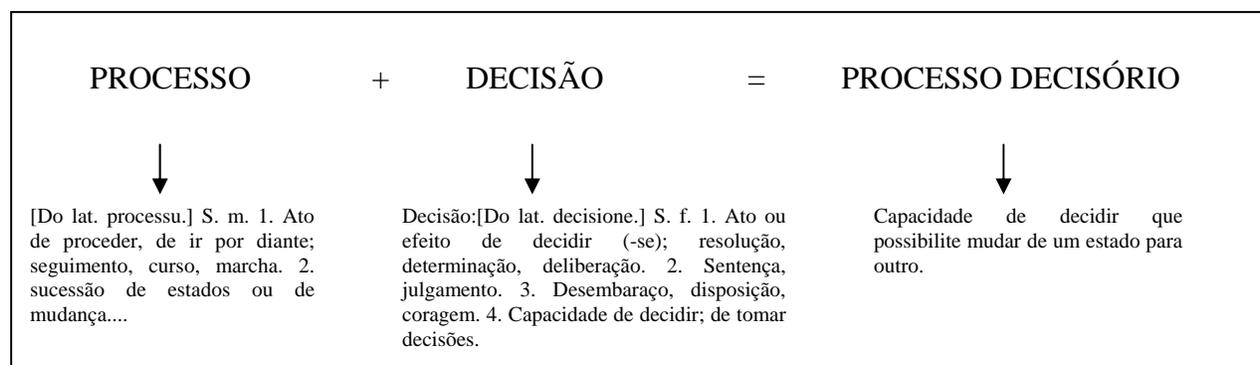 PROCESSO + DECISÃO = PROCESSO DECISÓRIO
[Do lat. processu.] S. m. 1. Ato
de proceder, de ir por diante;
seguimento, curso, marcha. 2.
sucessão de estados ou de
mudança....
Decisão:[Do lat. decisione.] S. f. 1. Ato ou
efeito de decidir (-se); resolução,
determinação, deliberação. 2. Sentença,
julgamento. 3. Desembaraço, disposição,
coragem. 4. Capacidade de decidir; de tomar
decisões.
Capacidade de decidir que
possibilite mudar de um estado para
outro.